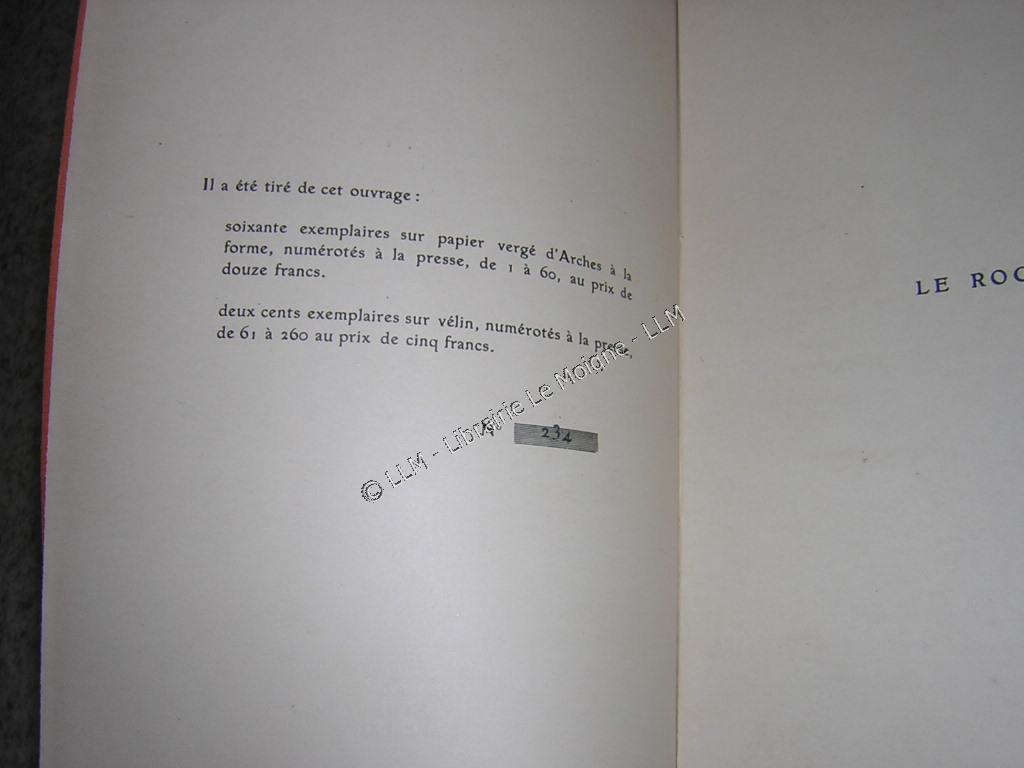 Il a été tiré de cet ouvrage :
soixante exemplaires sur papier vergé d'Arches à la
forme, numérotés à la presse, de 1 à 60, au prix de
douze francs.
deux cents exemplaires sur vélin, numérotés à la presse,
de 61 à 260 au prix de cinq francs.
234
© LLM - Librairie Le Moigne - LLM
LE ROC